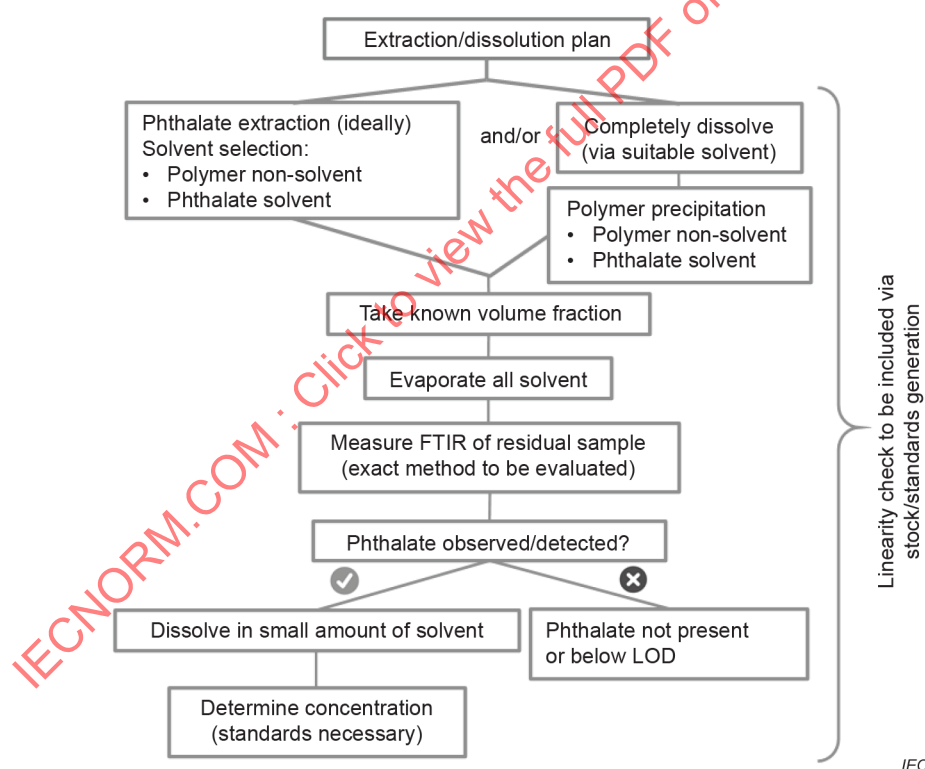 Extraction/dissolution plan
Phthalate extraction (ideally)
Solvent selection:
• Polymer non-solvent
• Phthalate solvent
and/or
Completely dissolve
(via suitable solvent)
Polymer precipitation
• Polymer non-solvent
• Phthalate solvent
Take known volume fraction
Evaporate all solvent
Measure FTIR of residual sample
(exact method to be evaluated)
Phthalate observed/detected?
Dissolve in small amount of solvent
Phthalate not present
or below LOD
Determine concentration
(standards necessary)
Linearity check to be included via
stock/standards generation
IECNORM.COM : Click to view the full PDF of
IEC